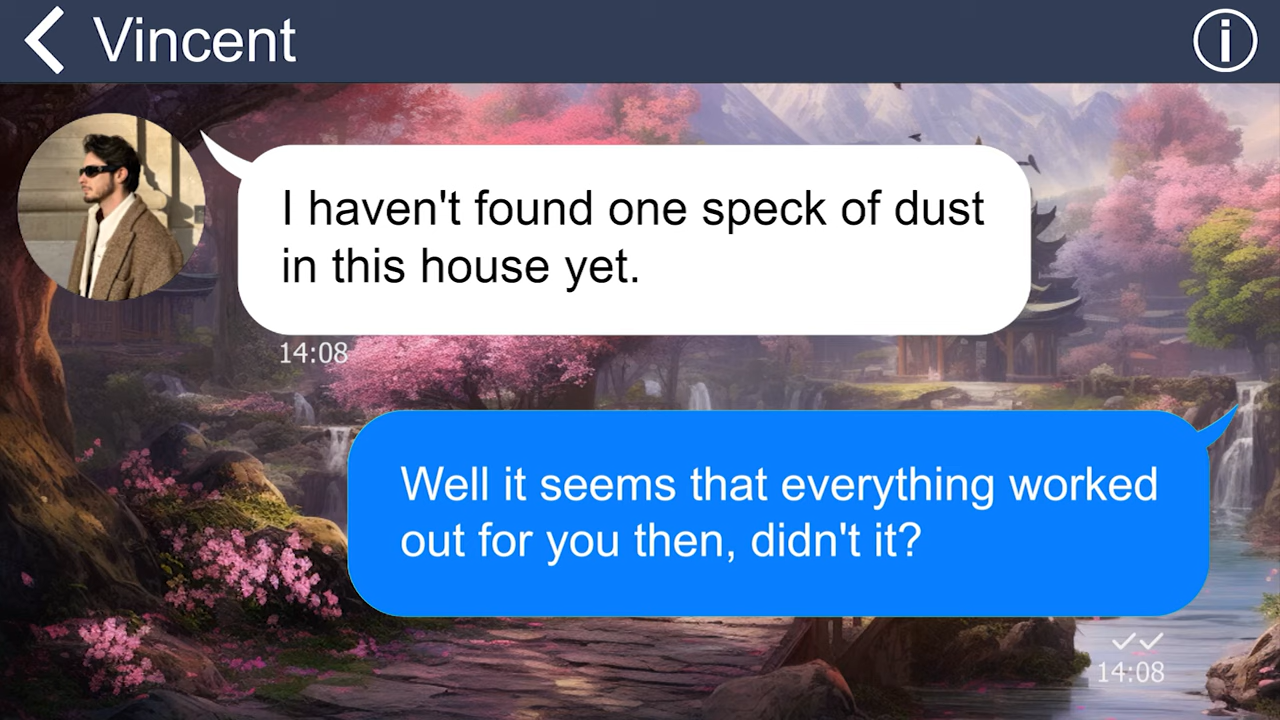 Vincent
I haven't found one speck of dust
in this house yet.
14:08
Well it seems that everything worked
out for you then, didn't it?
14:08